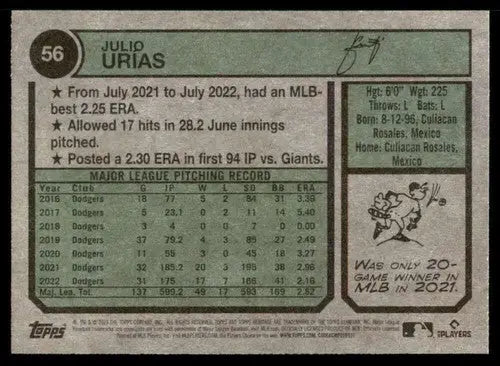 56
JULIO
URIAS
★ From July 2021 to July 2022, had an MLB-
best 2.25 ERA.
★ Allowed 17 hits in 28.2 June innings
pitched.
★ Posted a 2.30 ERA in first 94 IP vs. Giants.
Hgt: 6'0" Wgt: 225
Throws: L Bats: L
Born: 8-12-96, Culiacan
Rosales, Mexico
Home: Culiacan Rosales,
Mexico
MAJOR LEAGUE PITCHING RECORD
Year Club G IP W L SO BB ERA
2016 Dodgers 18 77 5 2 84 31 3.39
2017 Dodgers 5 23.1 0 2 11 14 5.40
2018 Dodgers 3 4 0 0 7 0 0.00
2019 Dodgers 37 79.2 4 3 85 27 2.49
2020 Dodgers 11 55 3 0 45 18 3.27
2021 Dodgers 32 185.2 20 3 195 38 2.96
2022 Dodgers 31 175 17 7 166 41 2.16
Maj. Lea. Tot. 137 599.2 49 17 593 169 2.82
WAS ONLY 20-
GAME WINNER IN
MLB IN 2021.
Topps
PLAYERS